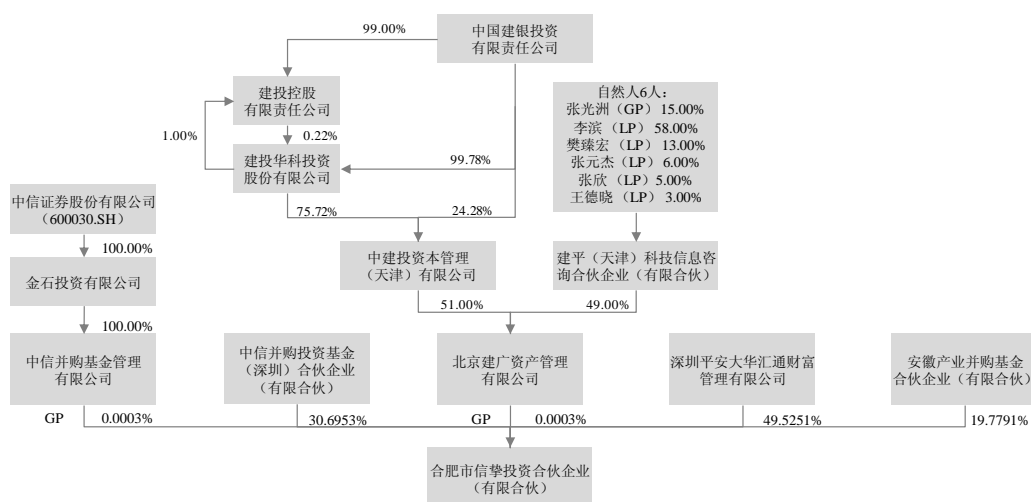 99.00%
中国建银投资
有限责任公司
建投控股
有限责任公司
1.00%
0.22%
建投华科投资
股份有限公司
99.78%
自然人6人：
张光洲（GP）15.00%
李滨（LP）58.00%
樊臻宏（LP）13.00%
张元杰（LP）6.00%
张欣（LP）5.00%
王德晓（LP）3.00%
中信证券股份有限公司
（600030.SH）
75.72%
24.28%
100.00%
中建投资本管理
（天津）有限公司
建平（天津）科技信息咨
询合伙企业（有限合伙）
金石投资有限公司
51.00%
49.00%
100.00%
中信并购基金管理
有限公司
中信并购投资基金
（深圳）合伙企业
（有限合伙）
北京建广资产管理
有限公司
深圳平安大华汇通财富
管理有限公司
安徽产业并购基金
合伙企业（有限合伙）
GP
0.0003%
30.6953%
GP
0.0003%
49.5251%
19.7791%
合肥市信挚投资合伙企业
（有限合伙）